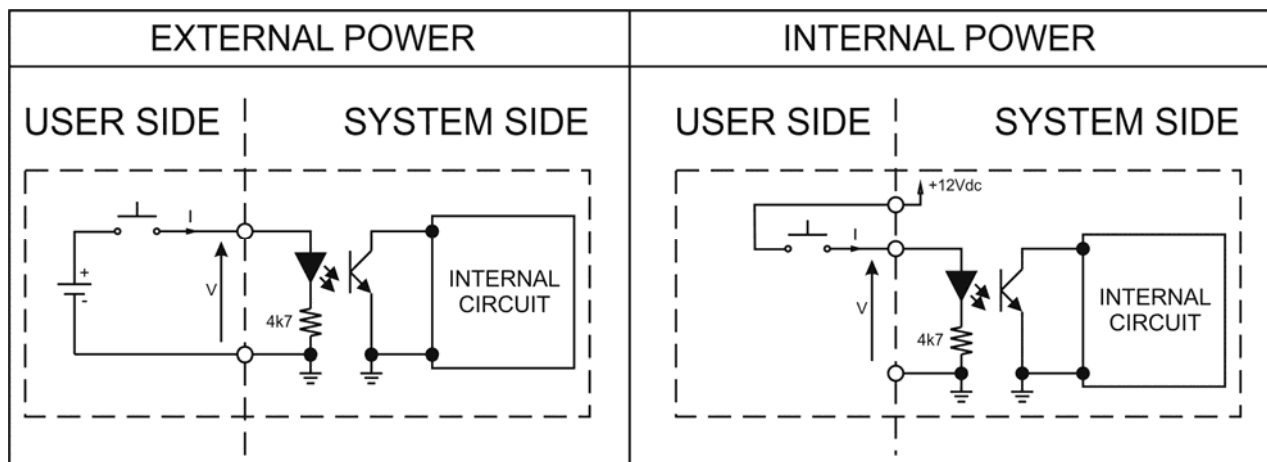 EXTERNAL POWER
USER SIDE
SYSTEM SIDE
I
+
-
V
4k7
INTERNAL
CIRCUIT
INTERNAL POWER
USER SIDE
SYSTEM SIDE
+12Vdc
I
V
4k7
INTERNAL
CIRCUIT